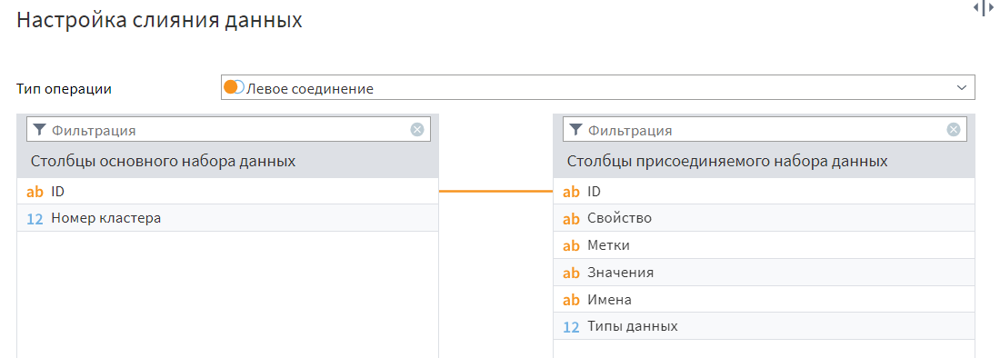 Настройка слияния данных
Тип операции
Левое соединение
Фильтрация
Столбцы основного набора данных
ab ID
12 Номер кластера
Фильтрация
Столбцы присоединяемого набора данных
ab ID
ab Свойство
ab Метки
ab Значения
ab Имена
12 Типы данных